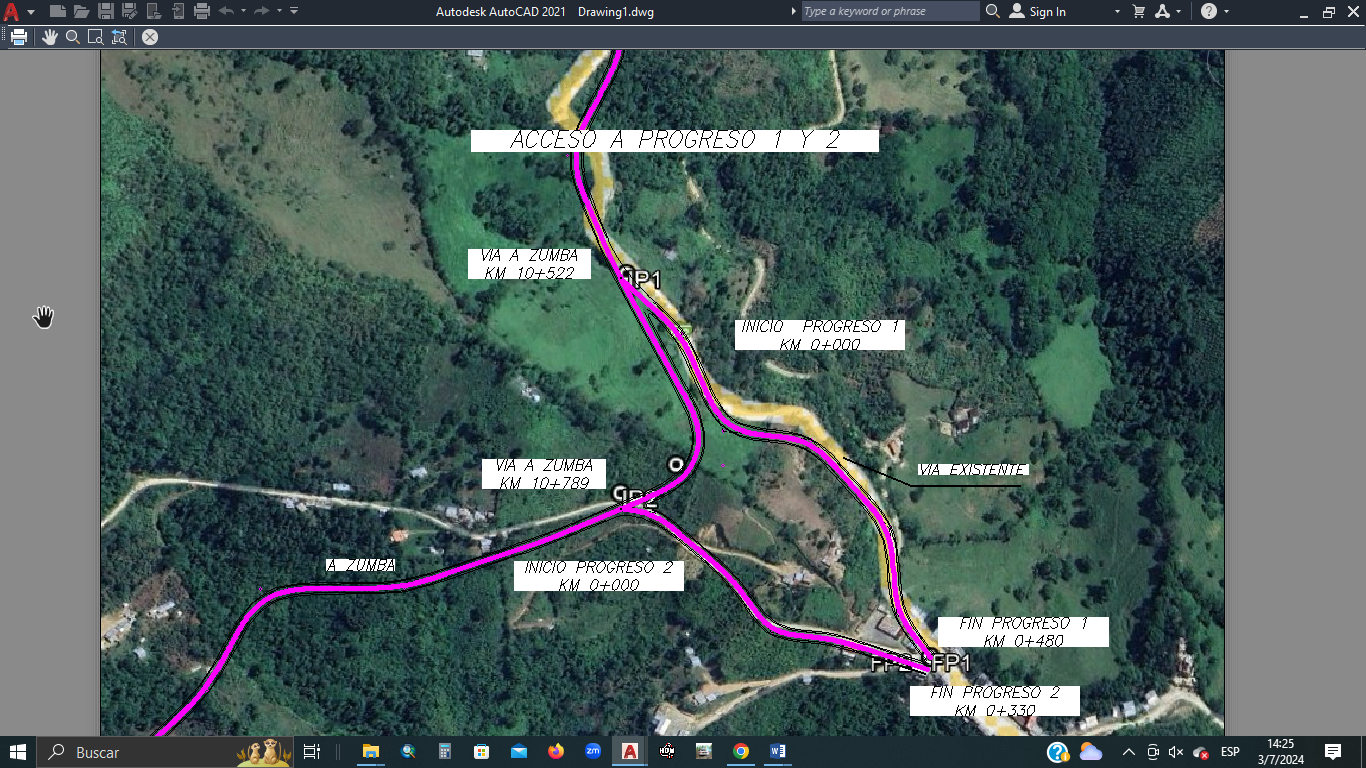 Autodesk AutoCAD 2021 Drawing1.dwg
Type a keyword or phrase
Sign In
ACCESO A PROGRESO 1 Y 2
VIA A ZUMBA
KM 10+522
IP1
INICIO PROGRESO 1
KM 0+000
VIA A ZUMBA
KM 10+789
IP2
VIA EXISTENTE
A ZUMBA
INICIO PROGRESO 2
KM 0+000
FIN PROGRESO 1
KM 0+480
FP2
FP1
FIN PROGRESO 2
KM 0+330
Buscar
zm
ESP
14:25
3/7/2024